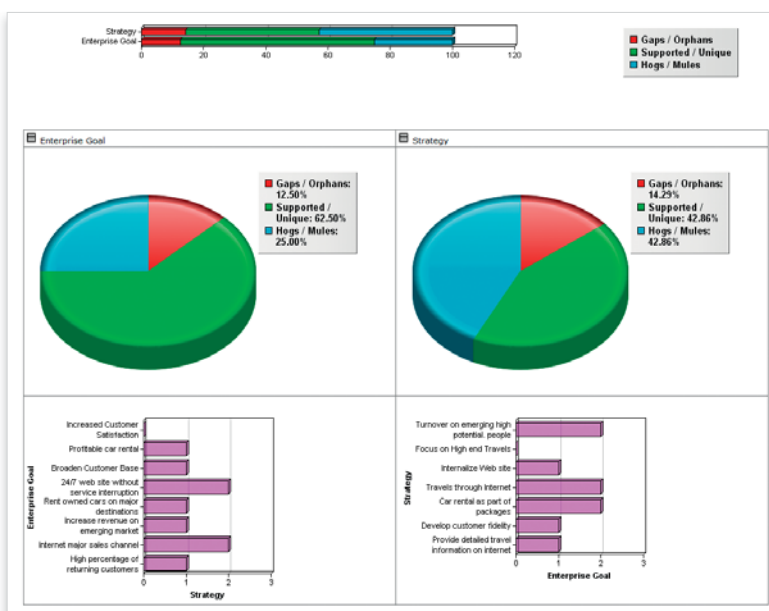 Strategy
Enterprise Goal
0 20 40 60 80 100 120
Gaps / Orphans
Supported / Unique
Hogs / Mules
Enterprise Goal
Gaps / Orphans:
12.50%
Supported /
Unique: 62.50%
Hogs / Mules:
25.00%
Strategy
Gaps / Orphans:
14.29%
Supported /
Unique: 42.86%
Hogs / Mules:
42.86%
Enterprise Goal
Increased Customer
Satisfaction
Profitable car rental
Broaden Customer Base
24/7 web site without
service interruption
Rent owned cars on major
destinations
Increase revenue on
emerging market
Internet major sales channel
High percentage of
returning customers
0 1 2 3
Strategy
Strategy
Turnover on emerging high
potential. people
Focus on High end Travels
Internalize Web site
Travels through Internet
Car rental as part of
packages
Develop customer fidelity
Provide detailed travel
information on internet
0 1 2 3
Enterprise Goal